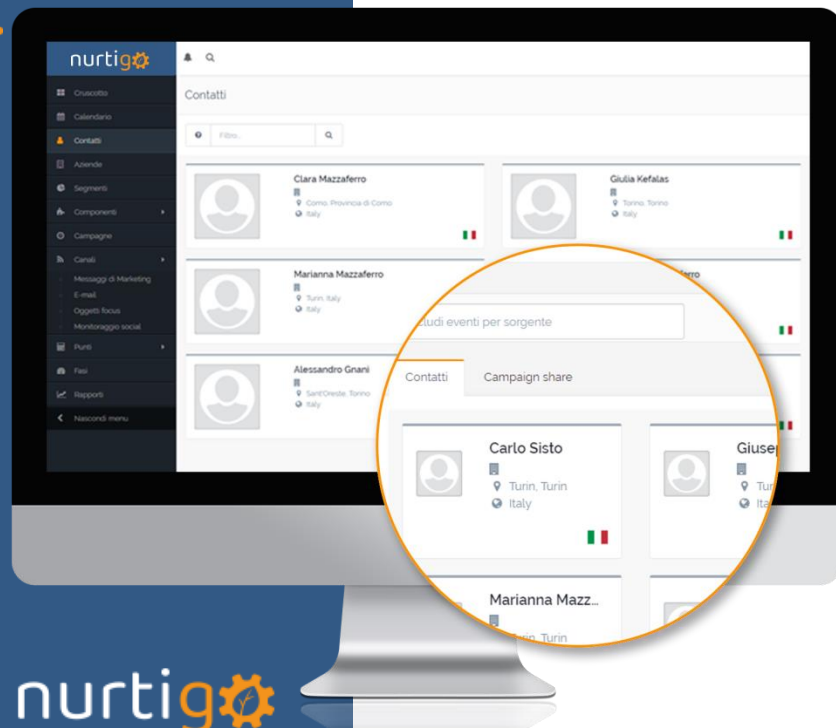 nurtigo
Cruscotto
Calendario
Contatti
Aziende
Segmenti
Componenti
Campagne
Canali
Messaggi di Marketing
E-mail
Oggetti focus
Monitoraggio social
Punti
Fasi
Rapporti
Nascondi menu
Contatti
Filtro...
Clara Mazzaferro
Como, Provincia di Como
Italy
Giulia Kefalas
Torino, Torino
Italy
Marianna Mazzaferro
Turin, Italy
Italy
Alessandro Gnani
Sant'Oreste, Torino
Italy
eventi per sorgente
Contatti Campaign share
Carlo Sisto
Turin, Turin
Italy
Marianna Mazz...
Turin
nurtigo